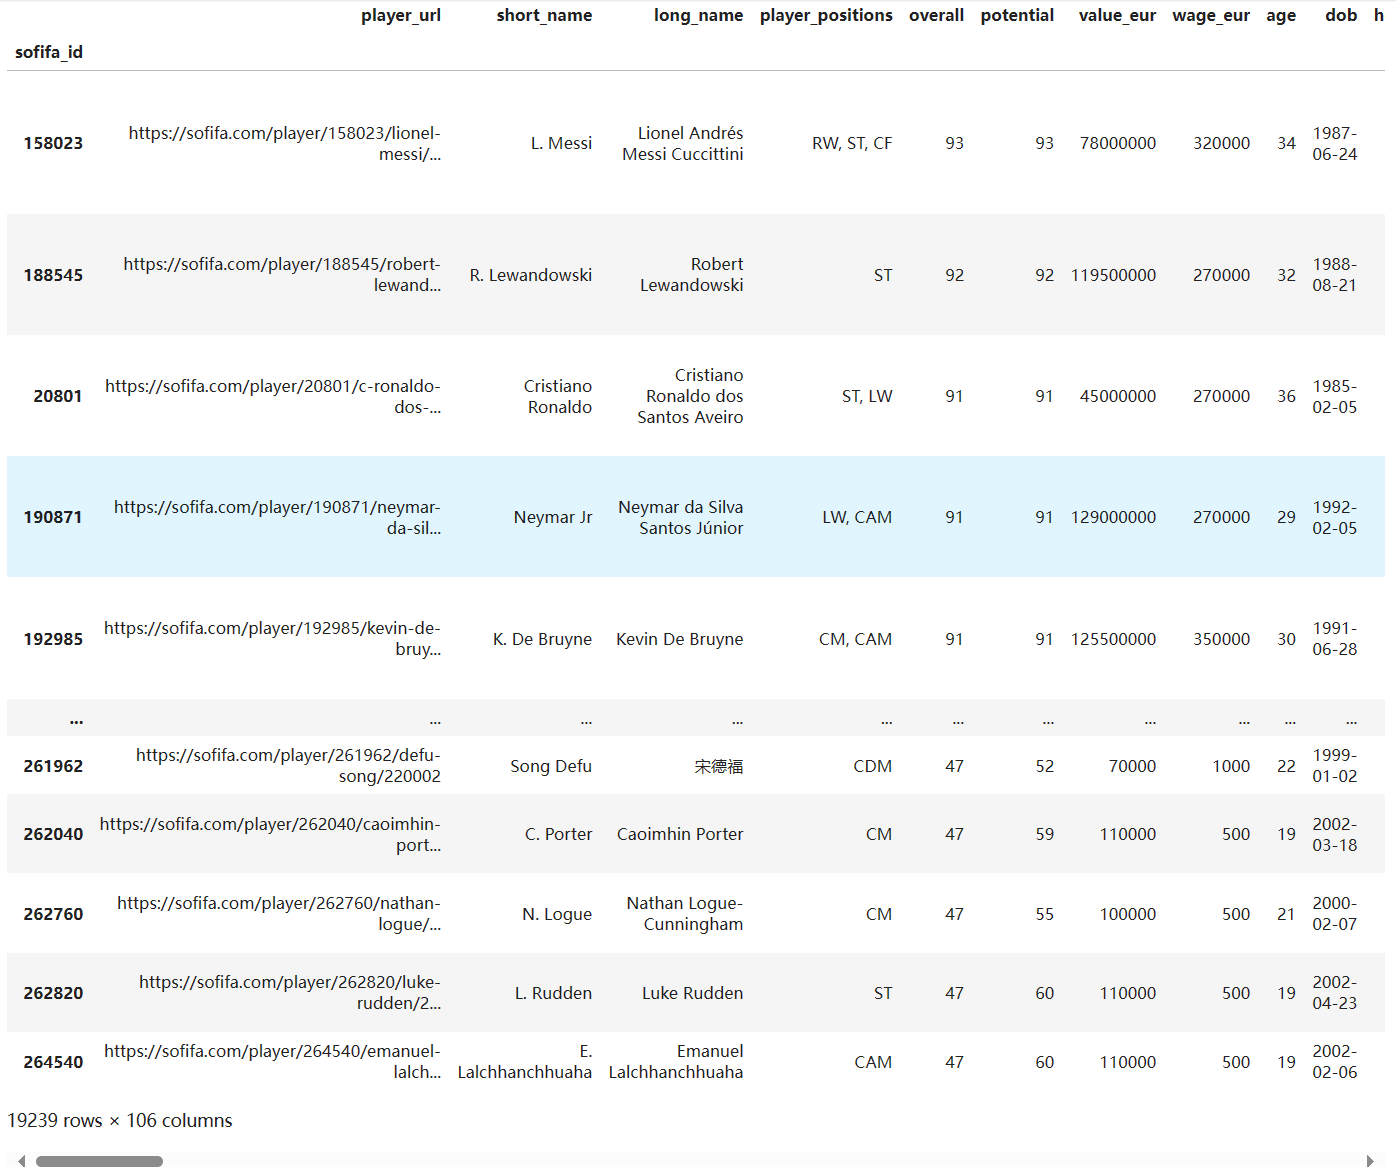 player_url short_name long_name player_positions overall potential value_eur wage_eur age dob h
sofifa_id
158023 https://sofifa.com/player/158023/lionel-messi/... L. Messi Lionel Andrés Messi Cuccittini RW, ST, CF 93 93 78000000 320000 34 1987-06-24
188545 https://sofifa.com/player/188545/robert-lewand... R. Lewandowski Robert Lewandowski ST 92 92 119500000 270000 32 1988-08-21
20801 https://sofifa.com/player/20801/c-ronaldo-dos-... Cristiano Ronaldo Cristiano Ronaldo dos Santos Aveiro ST, LW 91 91 45000000 270000 36 1985-02-05
190871 https://sofifa.com/player/190871/neymar-da-sil... Neymar Jr Neymar da Silva Santos Júnior LW, CAM 91 91 129000000 270000 29 1992-02-05
192985 https://sofifa.com/player/192985/kevin-de-bruy... K. De Bruyne Kevin De Bruyne CM, CAM 91 91 125500000 350000 30 1991-06-28
... ... ... ... ... ... ... ... ... ... ...
261962 https://sofifa.com/player/261962/defu-song/220002 Song Defu 宋德福 CDM 47 52 70000 1000 22 1999-01-02
262040 https://sofifa.com/player/262040/caoimhin-port... C. Porter Caoimhin Porter CM 47 59 110000 500 19 2002-03-18
262760 https://sofifa.com/player/262760/nathan-logue/... N. Logue Nathan Logue-Cunningham CM 47 55 100000 500 21 2000-02-07
262820 https://sofifa.com/player/262820/luke-rudden/2... L. Rudden Luke Rudden ST 47 60 110000 500 19 2002-04-23
264540 https://sofifa.com/player/264540/emanuel-lalch... E. Lalchhanchhuaha Emanuel Lalchhanchhuaha CAM 47 60 110000 500 19 2002-02-06
19239 rows × 106 columns